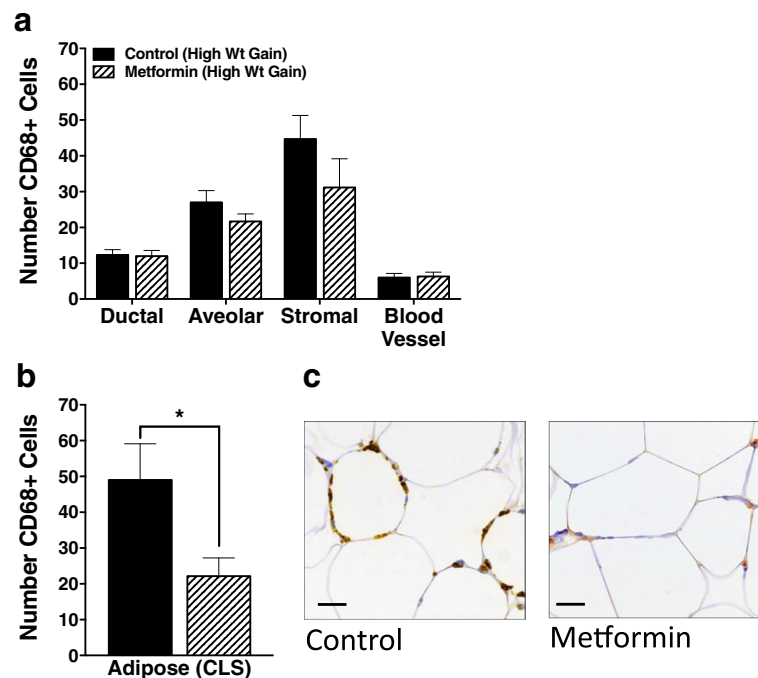 a
Number CD68+ Cells
70
60
50
40
30
20
10
0
Control (High Wt Gain)
Metformin (High Wt Gain)
Ductal Aveolar Stromal Blood
Vessel
b
Number CD68+ Cells
70
60
50
40
30
20
10
0
*
Adipose (CLS)
c
Control
Metformin